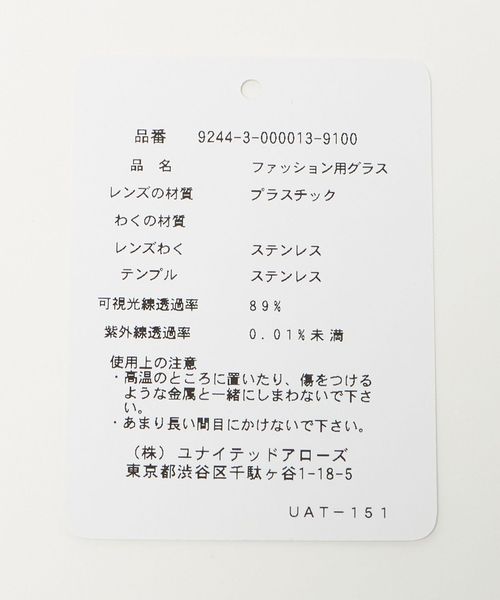 品番 9244-3-000013-9100
品 名 ファッション用グラス
レンズの材質 プラスチック
わくの材質
レンズわく ステンレス
テンプル ステンレス
可視光線透過率 89%
紫外線透過率 0.01%未満
使用上の注意
・高温のところに置いたり、傷をつける
ような金属と一緒にしまわないで下さ
い。
・あまり長い間目にかけないで下さい。
(株) ユナイテッドアローズ
東京都渋谷区千駄ヶ谷1-18-5
UAT-151